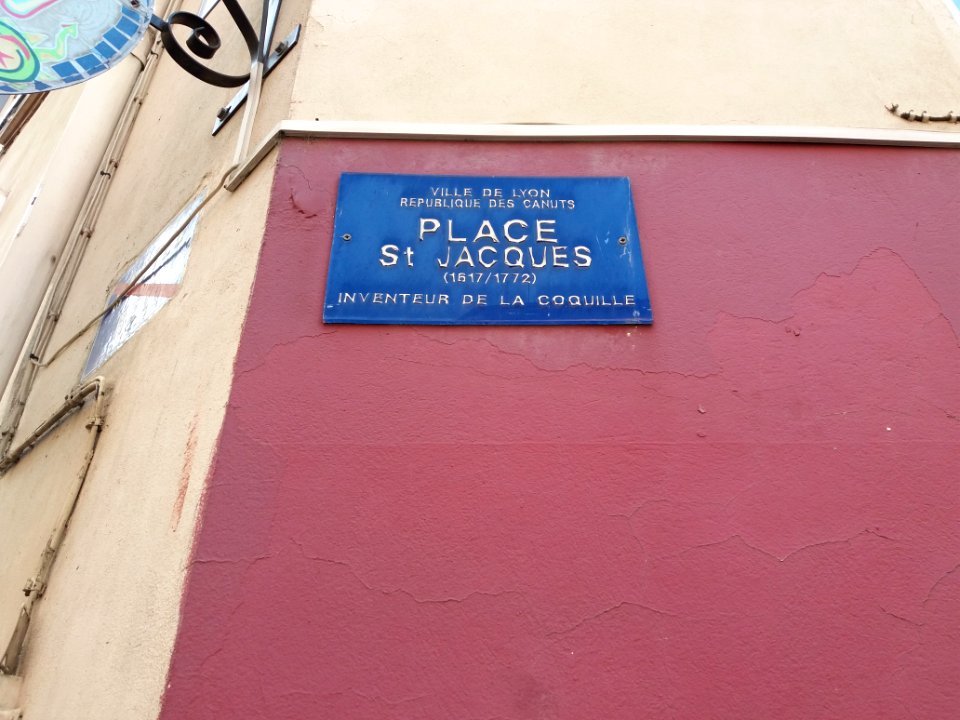 VILLE DE LYON
REPUBLIQUE DES CANUTS
PLACE
St JACQUES
(1617/1772)
INVENTEUR DE LA COQUILLE